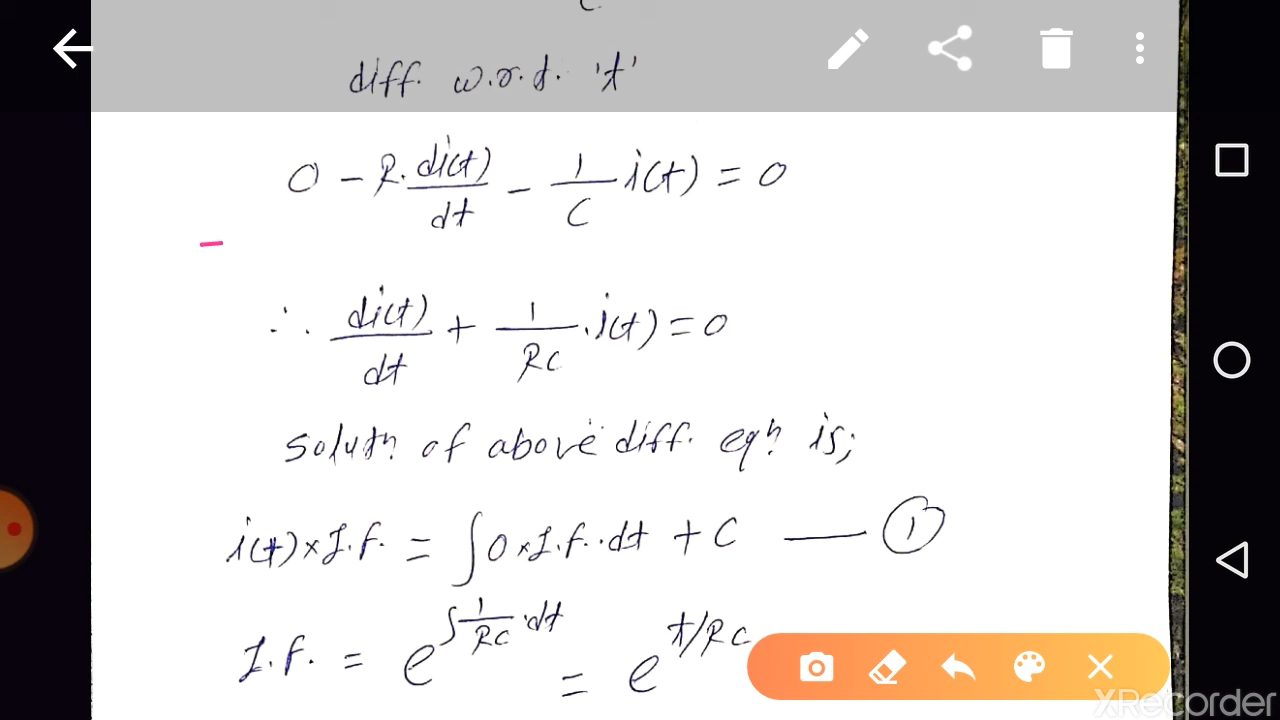 C
diff. w.r.t. 't'
0 - R. di(t)/dt - 1/C i(t) = 0
∴ di(t)/dt + 1/RC . i(t) = 0
Solutn of above diff. eqn is;
i(t) x I.f. = ∫ 0 x I.f. dt + C —— ①
I.f. = e^∫ 1/RC .dt = e^t/RC
XRecorder